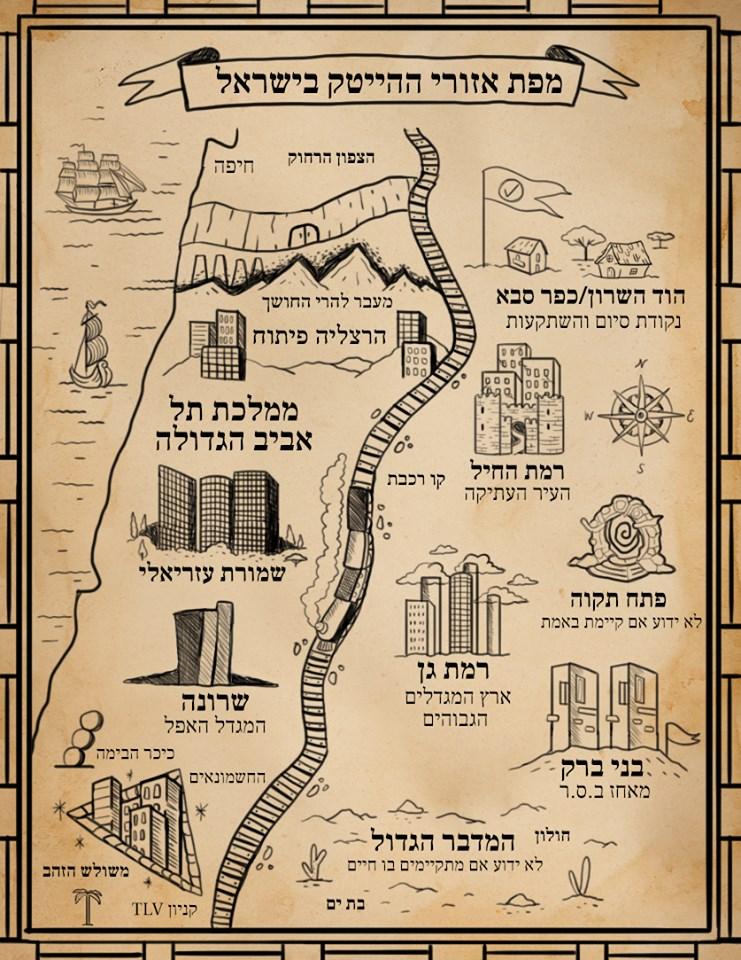 מפת אזורי ההייטק בישראל
חיפה
הצפון הרחוק
מעבר להרי החושך
הרצליה פיתוח
הוד השרון/כפר סבא
נקודת סיום והשתקעות
N
W
E
S
ממלכת תל
אביב הגדולה
רמת החיל
העיר העתיקה
קו רכבת
שמורת עזריאלי
פתח תקוה
לא ידוע אם קיימת באמת
שרונה
המגדל האפל
רמת גן
ארץ המגדלים
הגבוהים
בני ברק
מאחז ב.ס.ר
כיכר הבימה
החשמונאים
משולש הזהב
קניון TLV
המדבר הגדול
לא ידוע אם מתקיימים בו חיים
חולון
בת ים